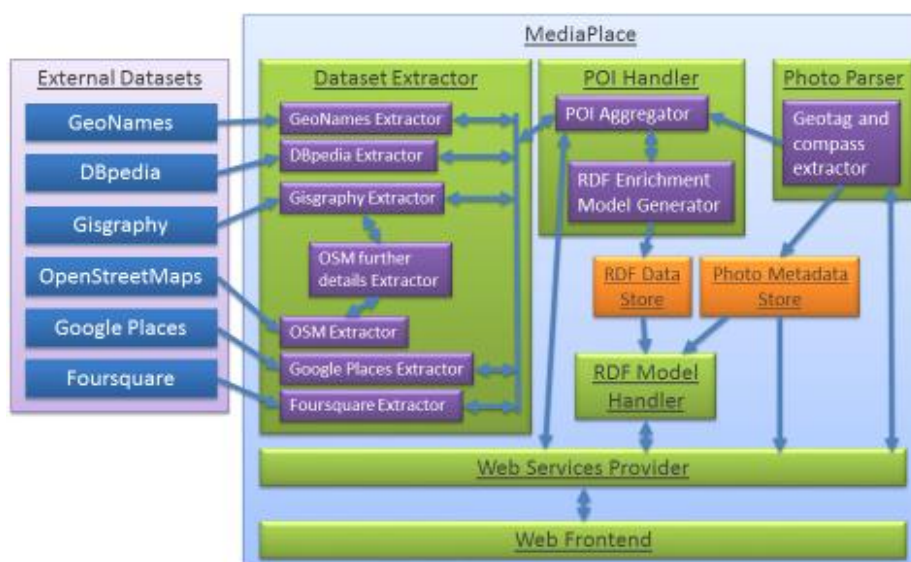 MediaPlace
External Datasets
GeoNames
DBpedia
Gisgraphy
OpenStreetMaps
Google Places
Foursquare
Dataset Extractor
GeoNames Extractor
DBpedia Extractor
Gisgraphy Extractor
OSM further
details Extractor
OSM Extractor
Google Places Extractor
Foursquare Extractor
POI Handler
POI Aggregator
RDF Enrichment
Model Generator
Photo Parser
Geotag and
compass
extractor
RDF Data
Store
Photo Metadata
Store
RDF Model
Handler
Web Services Provider
Web Frontend